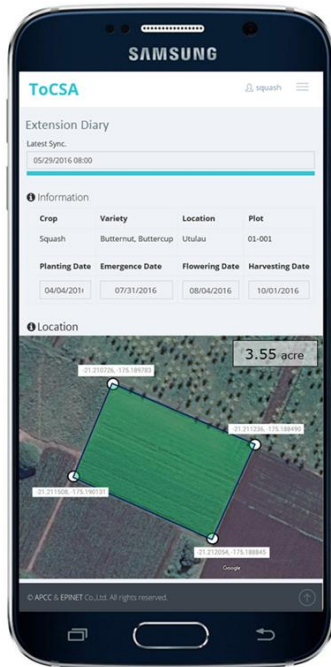 SAMSUNG
ToCSA
squash
Extension Diary
Latest Sync.
05/29/2016 08:00
Information
Crop Variety Location Plot
Squash Butternut, Buttercup Utulau 01-001
Planting Date Emergence Date Flowering Date Harvesting Date
04/04/201 07/31/2016 08/04/2016 10/01/2016
Location
3.55 acre
-21.210726, -175.189783
-21.211236, -175.188490
-21.211508, -175.190131
-21.212054, -175.188845
Google
© APCC & EPINET Co.,Ltd. All rights reserved.